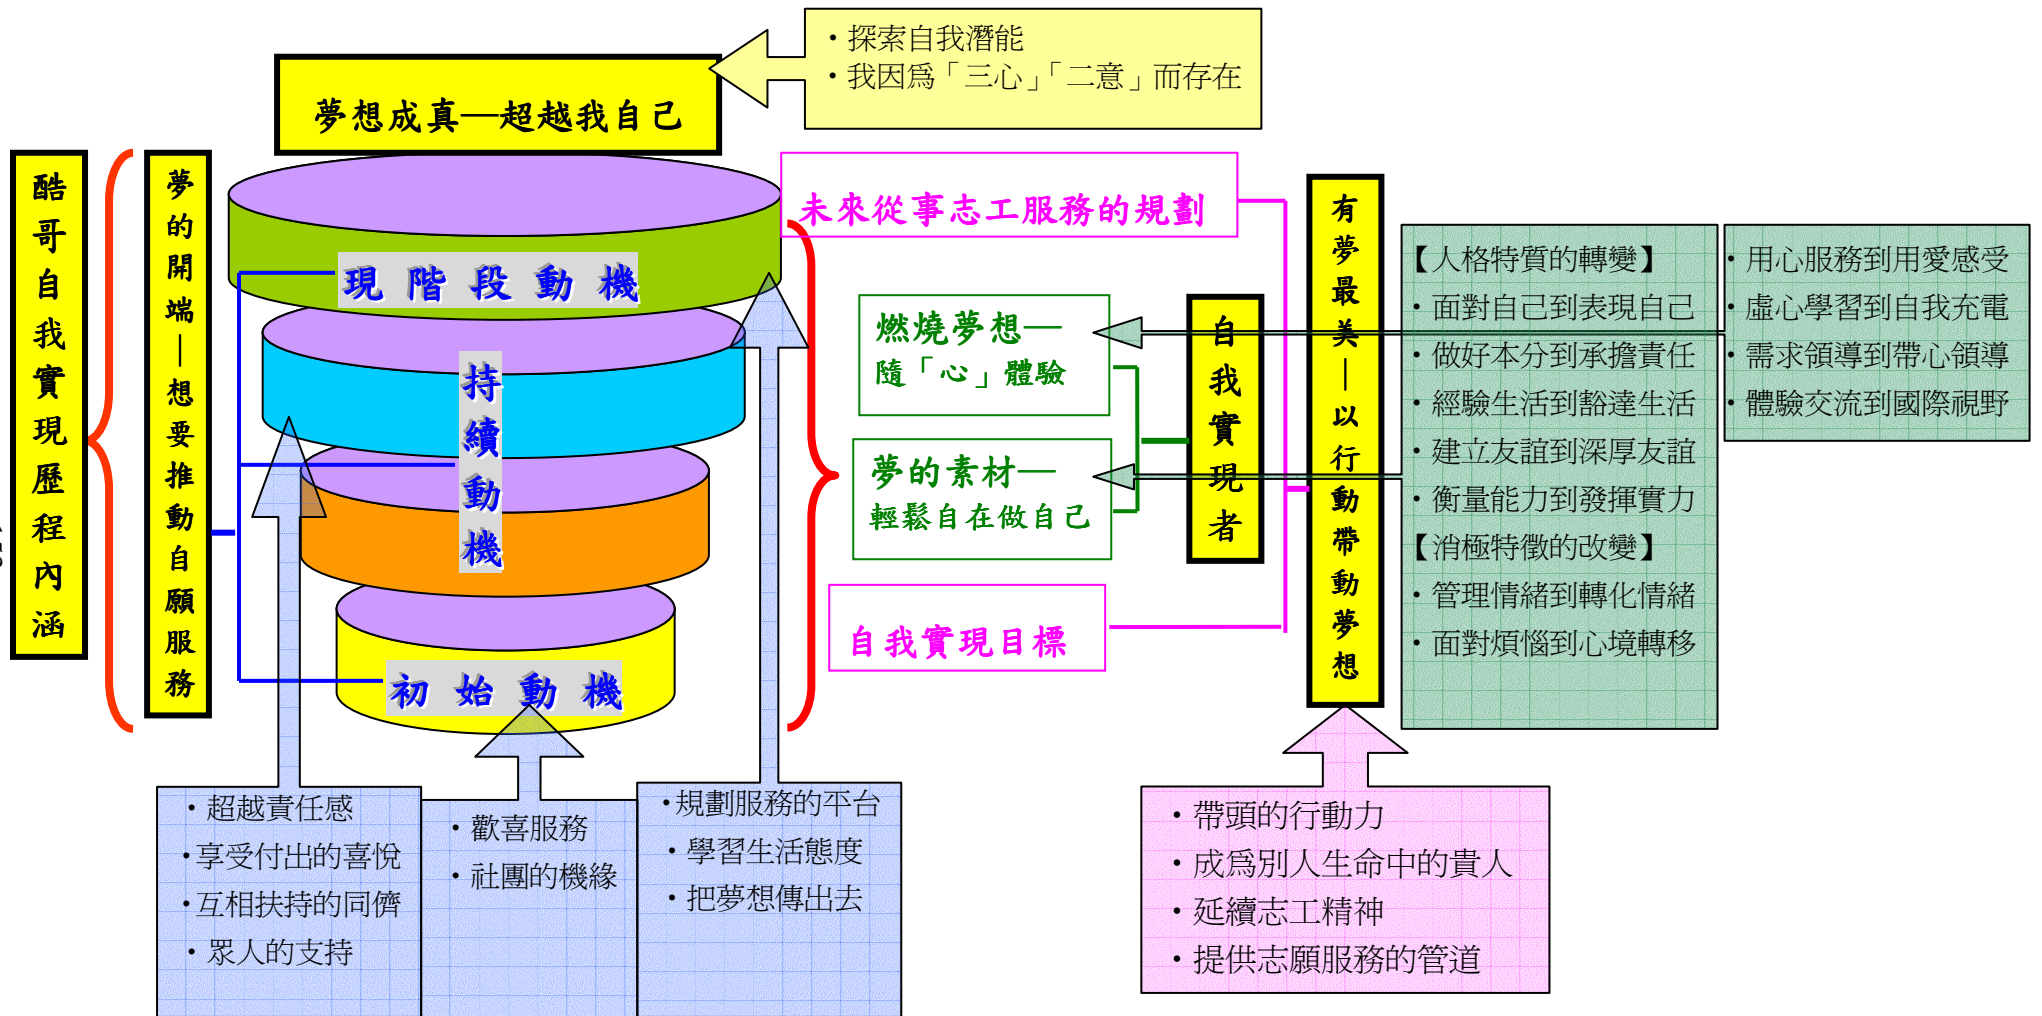 ・探索自我潛能
・我因為「三心」「二意」而存在
夢想成真—超越我自己
酷哥自我實現歷程內涵
夢的開端—想要推動自願服務
現階段動機
持續動機
初始動機
未來從事志工服務的規劃
燃燒夢想—
隨「心」體驗
夢的素材—
輕鬆自在做自己
自我實現目標
自我實現者
有夢最美—以行動帶動夢想
【人格特質的轉變】
・面對自己到表現自己
・做好本分到承擔責任
・經驗生活到豁達生活
・建立友誼到深厚友誼
・衡量能力到發揮實力
【消極特徵的改變】
・管理情緒到轉化情緒
・面對煩惱到心境轉移
・用心服務到用愛感受
・虛心學習到自我充電
・需求領導到帶心領導
・體驗交流到國際視野
・超越責任感
・享受付出的喜悅
・互相扶持的同儕
・眾人的支持
・歡喜服務
・社團的機緣
・規劃服務的平台
・學習生活態度
・把夢想傳出去
・帶頭的行動力
・成為別人生命中的貴人
・延續志工精神
・提供志願服務的管道